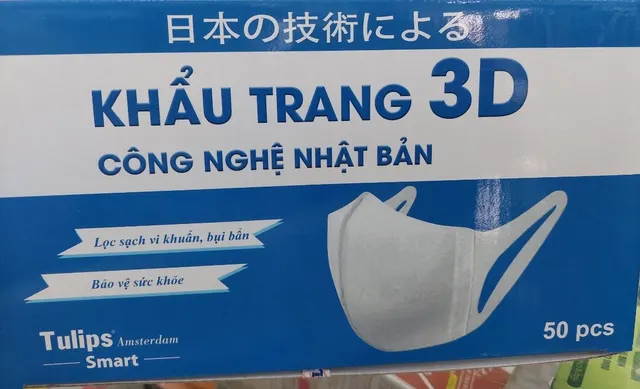 日本の技術による
KHẨU TRANG 3D
CÔNG NGHỆ NHẬT BẢN
Lọc sạch vi khuẩn, bụi bẩn
Bảo vệ sức khỏe
Tulips® Amsterdam
Smart
50 pcs